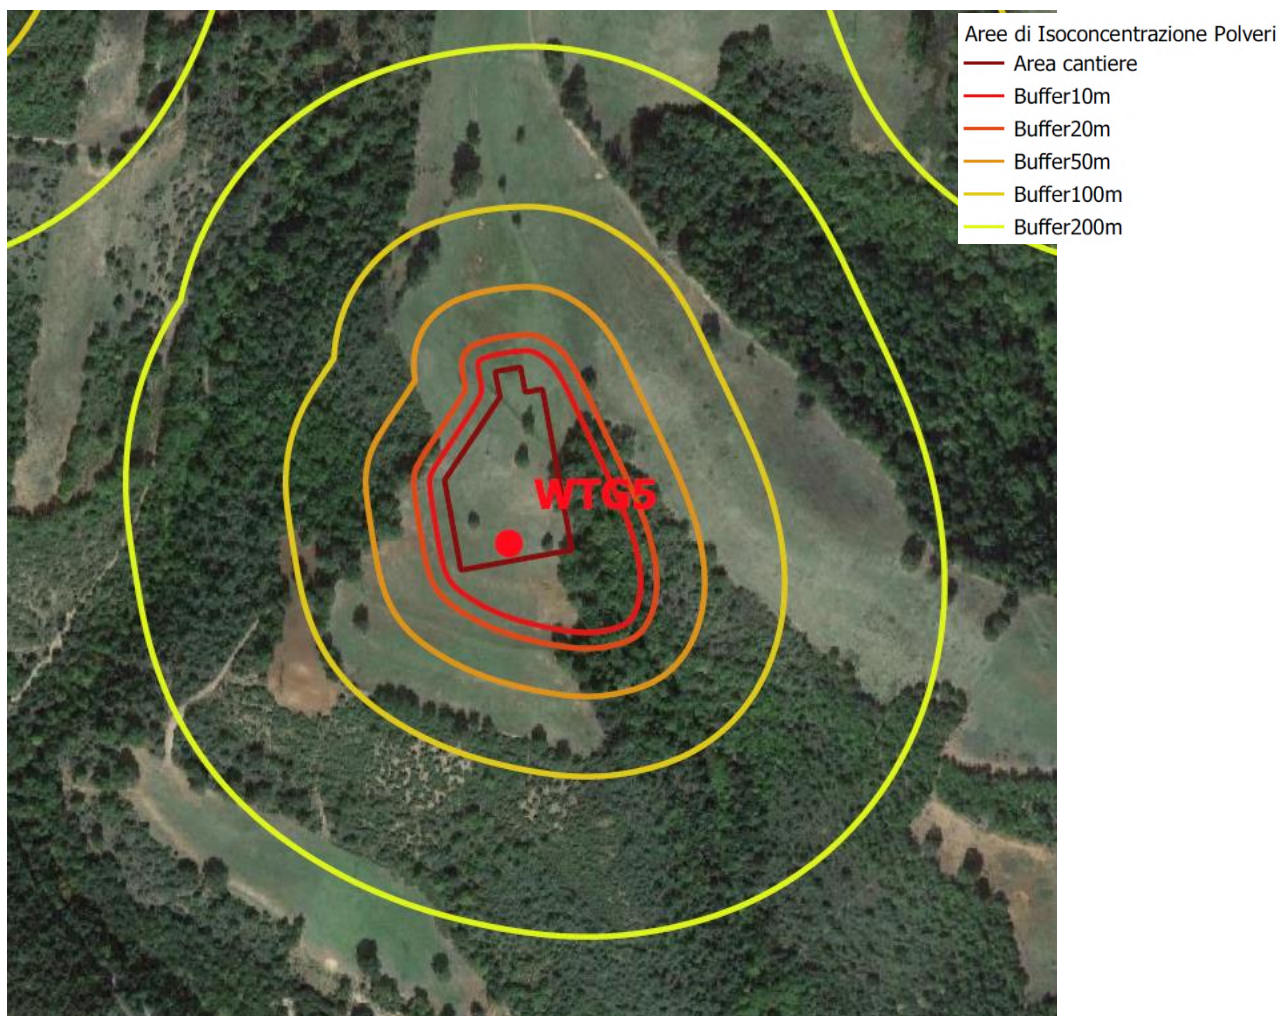 Aree di Isoconcentrazione Polveri
Area cantiere
Buffer10m
Buffer20m
Buffer50m
Buffer100m
Buffer200m
WTG5